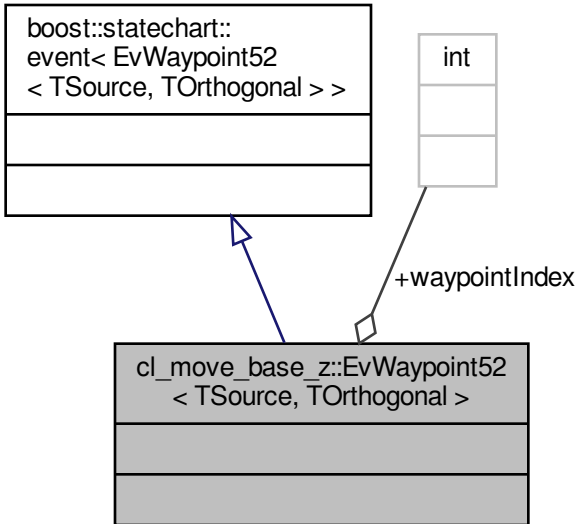 boost::statechart::
event< EvWaypoint52
< TSource, TOrthogonal > >
int
+waypointIndex
cl_move_base_z::EvWaypoint52
< TSource, TOrthogonal >